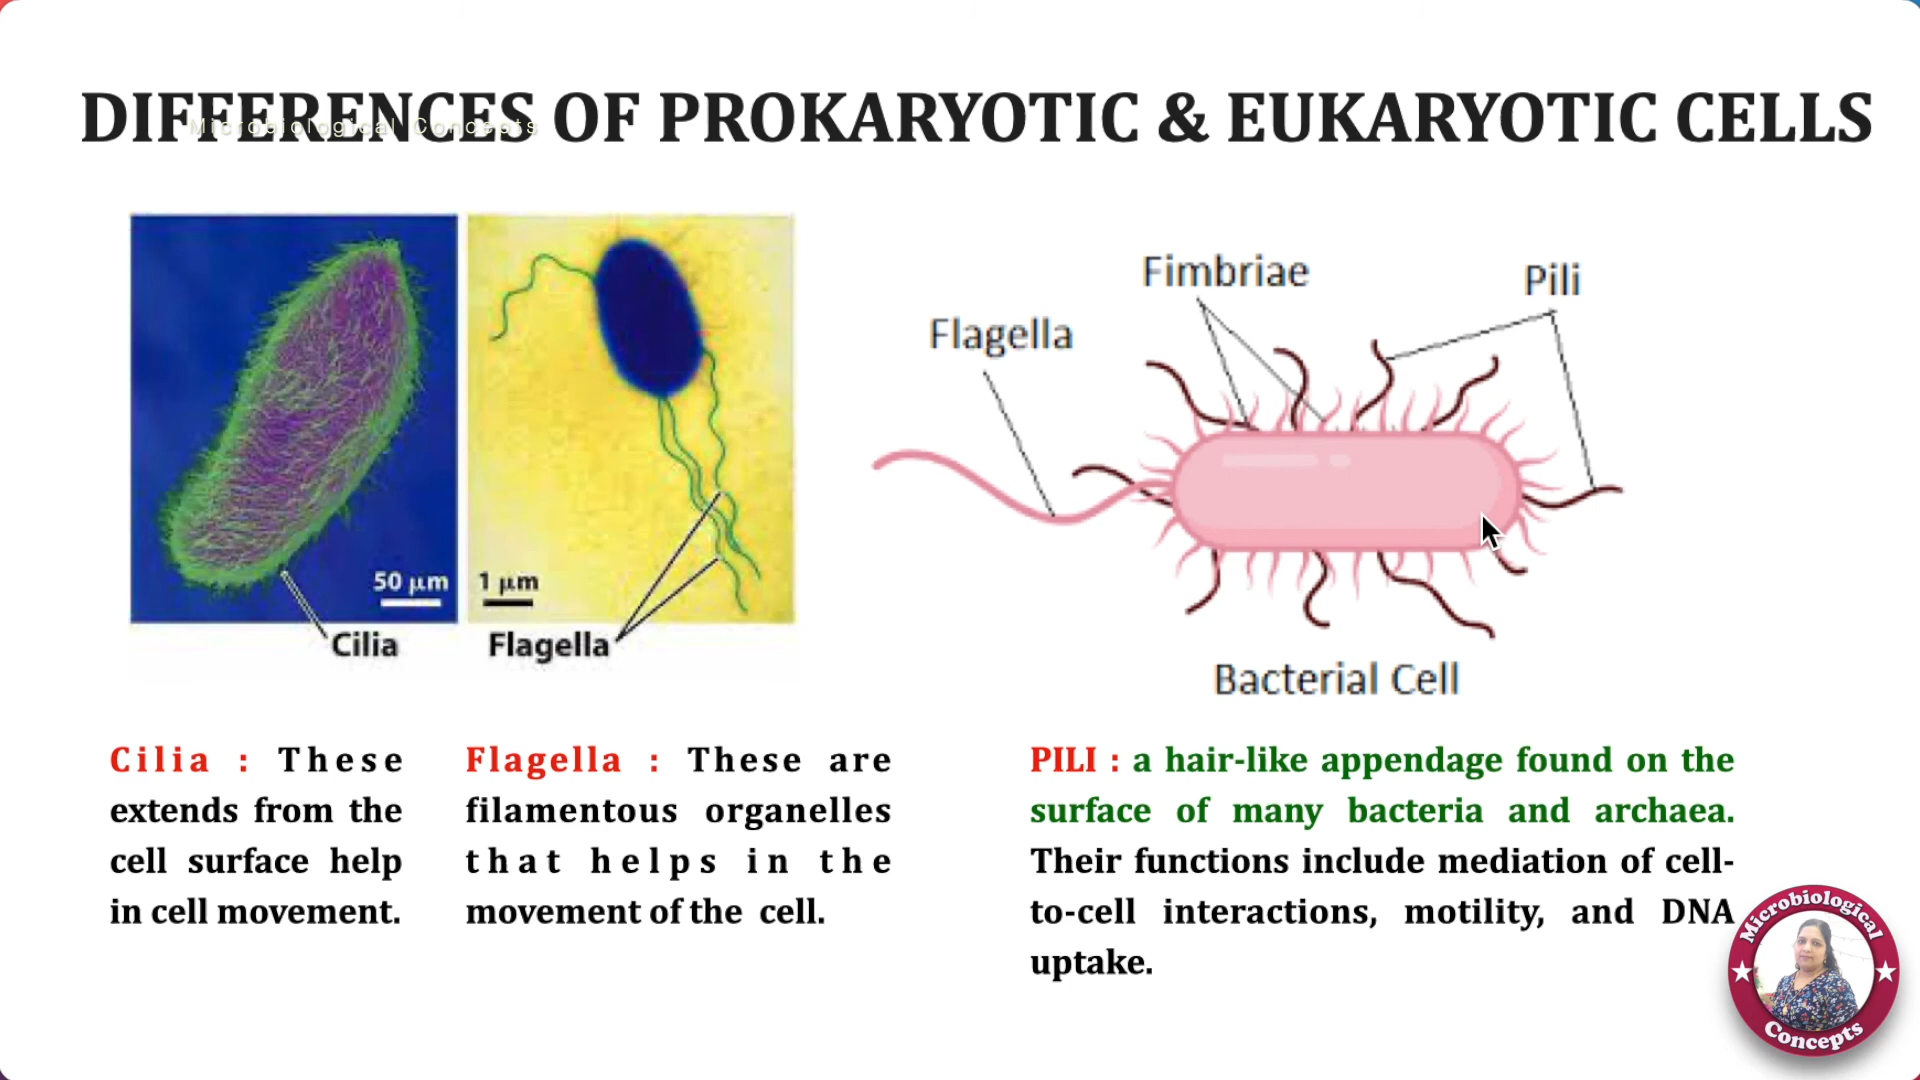 DIFFERENCES OF PROKARYOTIC & EUKARYOTIC CELLS
Microbiological Concepts
50 µm
Cilia
1 µm
Flagella
Fimbriae
Pili
Flagella
Bacterial Cell
Cilia : These
extends from the
cell surface help
in cell movement.
Flagella : These are
filamentous organelles
that helps in the
movement of the cell.
PILI : a hair-like appendage found on the
surface of many bacteria and archaea.
Their functions include mediation of cell-
to-cell interactions, motility, and DNA
uptake.
Microbiological
Concepts